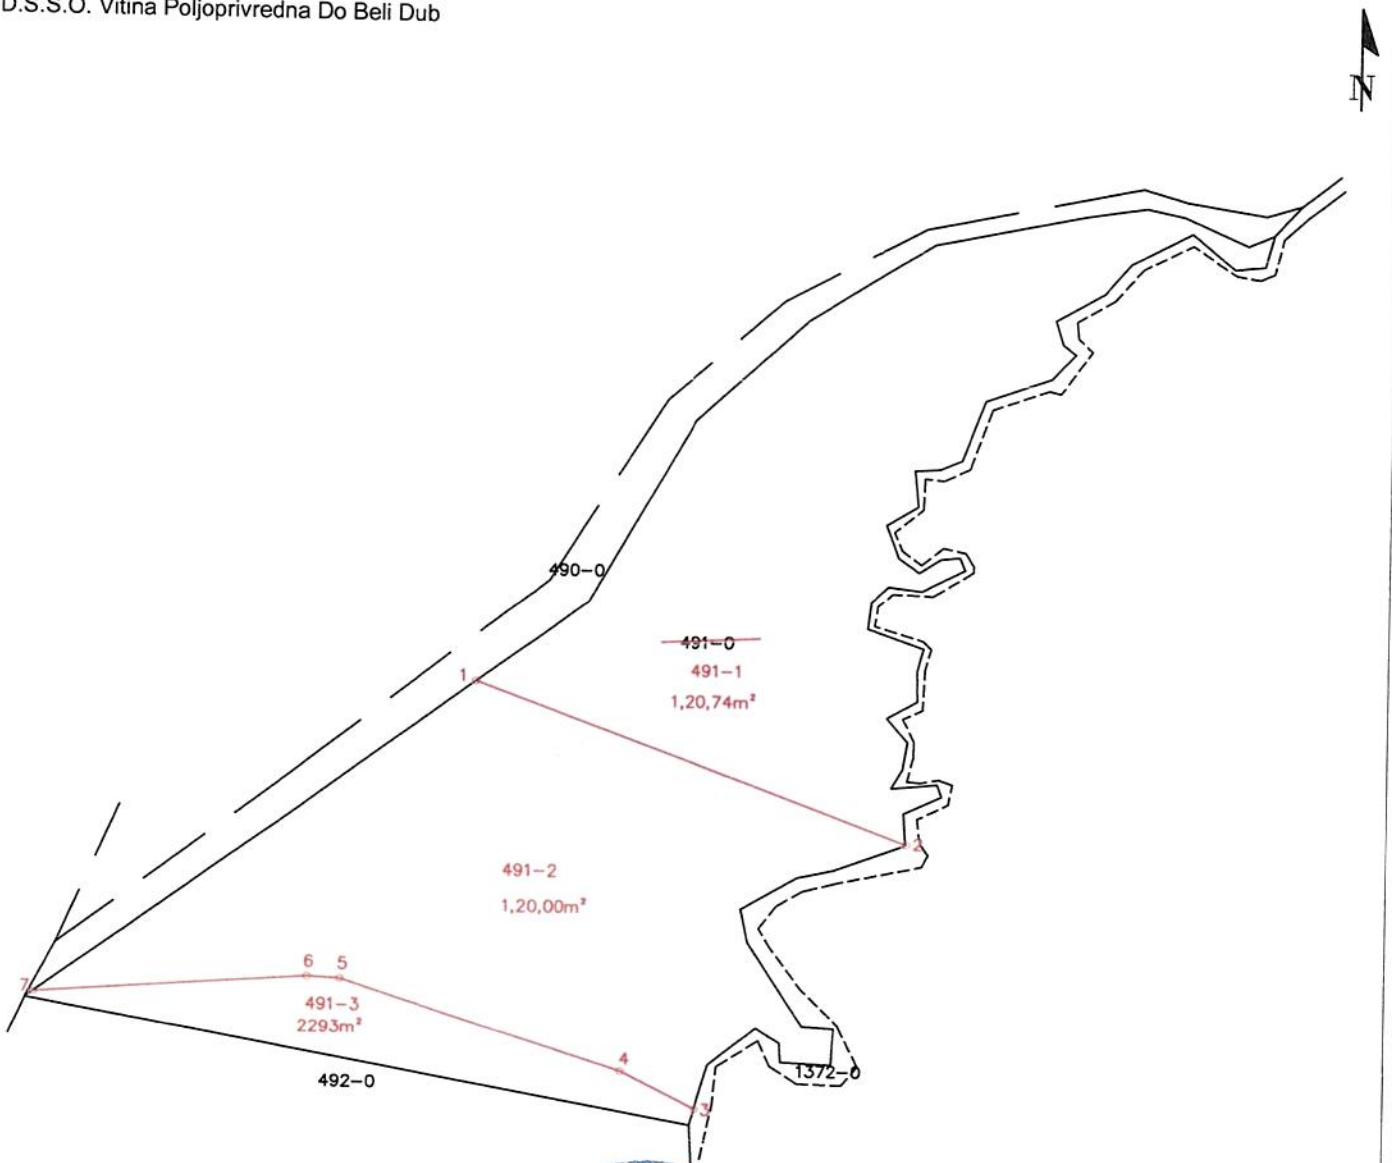 D.S.S.O. Vitina Poljoprivredna Do Beli Dub
N
490-0
491-0
1
491-1
1,20,74m²
2
491-2
1,20,00m²
6
5
7
491-3
2293m²
4
492-0
1372-0
3